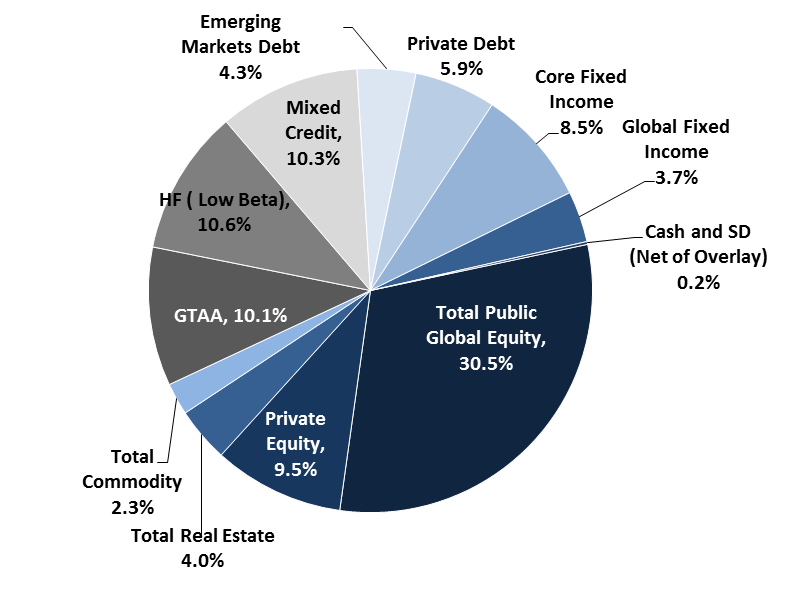 Emerging
Markets Debt
4.3%
Private Debt
5.9%
Core Fixed
Income
8.5%
Global Fixed
Income
3.7%
Cash and SD
(Net of Overlay)
0.2%
Total Public
Global Equity,
30.5%
Private
Equity,
9.5%
Total Real Estate
4.0%
Total
Commodity
2.3%
GTAA, 10.1%
HF ( Low Beta),
10.6%
Mixed
Credit,
10.3%